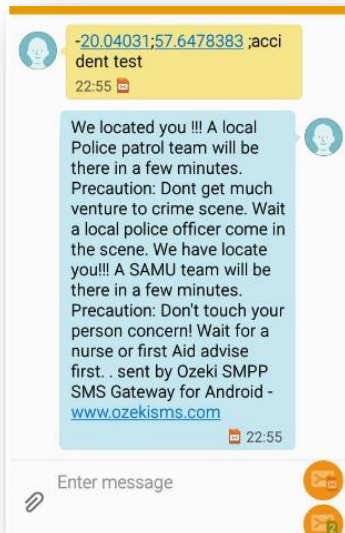 -20.04031;57.6478383 ;acci
dent test
22:55
We located you !!! A local
Police patrol team will be
there in a few minutes.
Precaution: Dont get much
venture to crime scene. Wait
a local police officer come in
the scene. We have locate
you!!! A SAMU team will be
there in a few minutes.
Precaution: Don't touch your
person concern! Wait for a
nurse or first Aid advise
first. . sent by Ozeki SMPP
SMS Gateway for Android -
www.ozekisms.com
22:55
Enter message
2